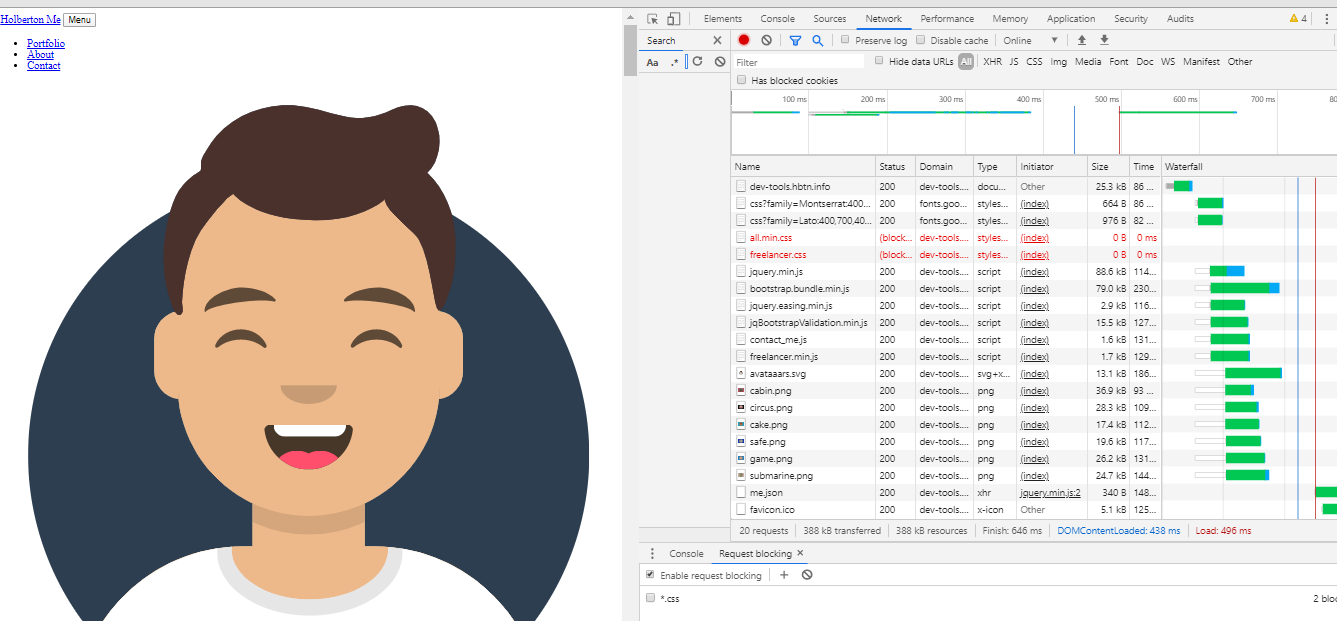 Holberton Me Menu
Portfolio
About
Contact
Elements Console Sources Network Performance Memory Application Security Audits 4
Search
Preserve log Disable cache Online
Aa .*
Filter Hide data URLs All XHR JS CSS Img Media Font Doc WS Manifest Other
Has blocked cookies
100 ms 200 ms 300 ms 400 ms 500 ms 600 ms 700 ms 80
Name Status Domain Type Initiator Size Time Waterfall
dev-tools.hbtn.info 200 dev-tools.... docu... Other 25.3 kB 86 ...
css?family=Montserrat:400... 200 fonts.goo... styles... (index) 664 B 86 ...
css?family=Lato:400,700,40... 200 fonts.goo... styles... (index) 976 B 82 ...
all.min.css (block... dev-tools.... styles... (index) 0 B 0 ms
freelancer.css (block... dev-tools.... styles... (index) 0 B 0 ms
jquery.min.js 200 dev-tools.... script (index) 88.6 kB 114...
bootstrap.bundle.min.js 200 dev-tools.... script (index) 79.0 kB 230...
jquery.easing.min.js 200 dev-tools.... script (index) 2.9 kB 116...
jqBootstrapValidation.min.js 200 dev-tools.... script (index) 15.5 kB 127...
contact_me.js 200 dev-tools.... script (index) 1.6 kB 131...
freelancer.min.js 200 dev-tools.... script (index) 1.7 kB 129...
avataaars.svg 200 dev-tools.... svg+x... (index) 13.1 kB 186...
cabin.png 200 dev-tools.... png (index) 36.9 kB 93 ...
circus.png 200 dev-tools.... png (index) 28.3 kB 109...
cake.png 200 dev-tools.... png (index) 17.4 kB 112...
safe.png 200 dev-tools.... png (index) 19.6 kB 117...
game.png 200 dev-tools.... png (index) 26.2 kB 131...
submarine.png 200 dev-tools.... png (index) 24.7 kB 144...
me.json 200 dev-tools.... xhr jquery.min.js:2 340 B 148...
favicon.ico 200 dev-tools.... x-icon Other 5.1 kB 125...
20 requests 388 kB transferred 388 kB resources Finish: 646 ms DOMContentLoaded: 438 ms Load: 496 ms
Console Request blocking
Enable request blocking
*.css 2 bloc